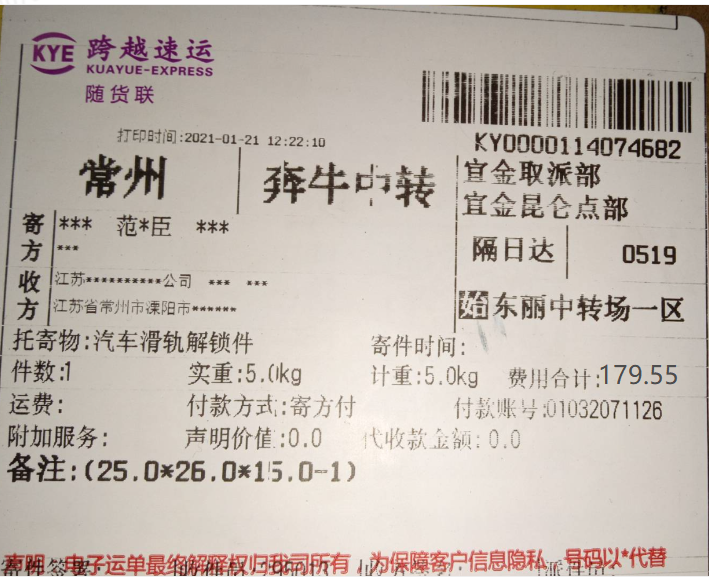 KYE 跨越速运
KUAYUE-EXPRESS
随货联
打印时间:2021-01-21 12:22:10
KY0000114074682
常州 奔牛中转
宜金取派部
宜金昆仑点部
寄方 *** 范*臣 ***
***
隔日达 0519
收方 江苏**********公司 *** ***
江苏省常州市溧阳市******
始 东丽中转场一区
托寄物:汽车滑轨解锁件 寄件时间:
件数:1 实重:5.0kg 计重:5.0kg 费用合计:179.55
运费: 付款方式:寄方付 付款账号:01032071126
附加服务: 声明价值:0.0 代收款金额:0.0
备注:(25.0*26.0*15.0-1)
声明：电子运单最终解释权归我司所有，为保障客户信息隐私，号码以*代替